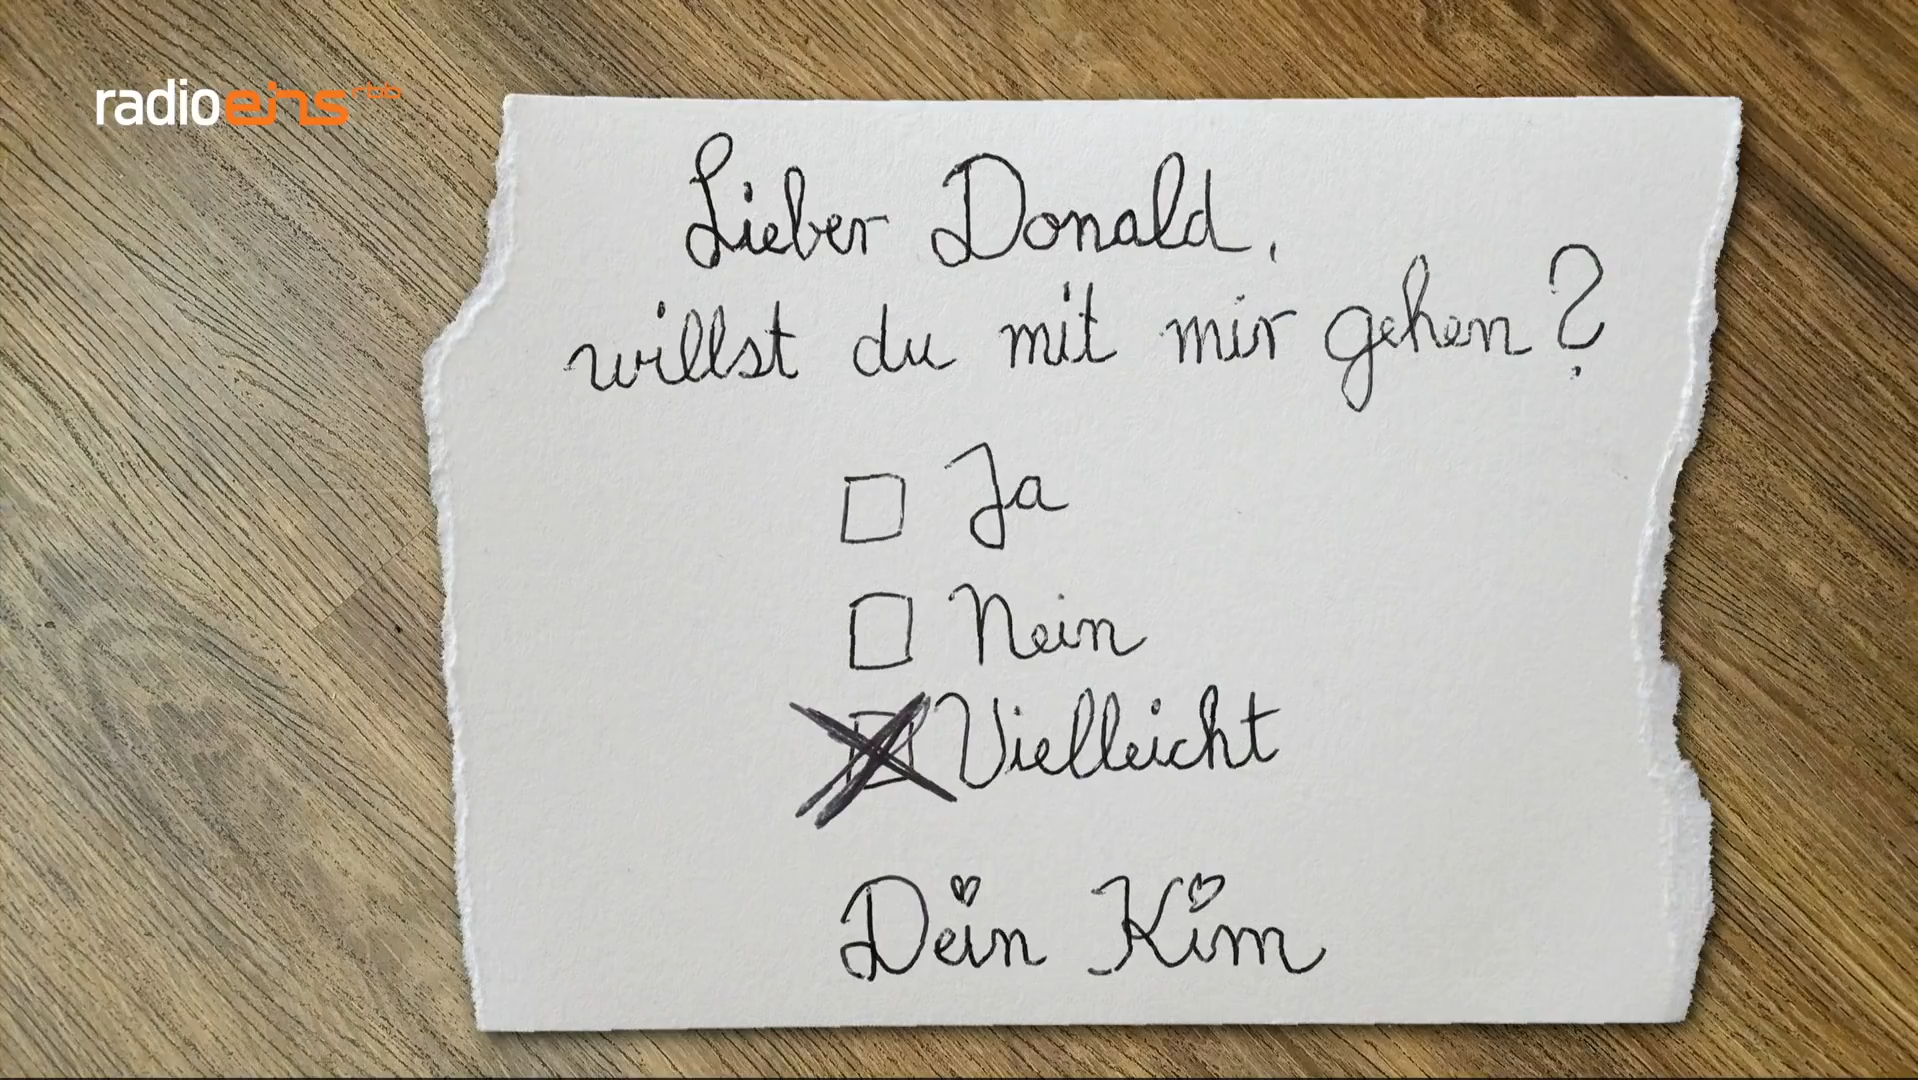 radioeins rbb
Lieber Donald,
willst du mit mir gehen?
Ja
Nein
Vielleicht
Dein Kim